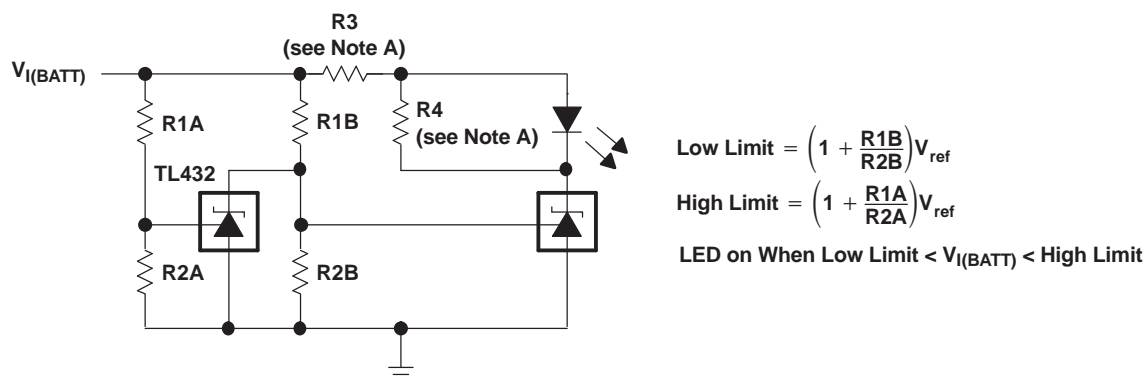 R3
(see Note A)
V_I(BATT)
R1A
R1B
R4
(see Note A)
TL432
R2A
R2B
Low Limit = (1 + R1B/R2B) V_ref
High Limit = (1 + R1A/R2A) V_ref
LED on When Low Limit < V_I(BATT) < High Limit